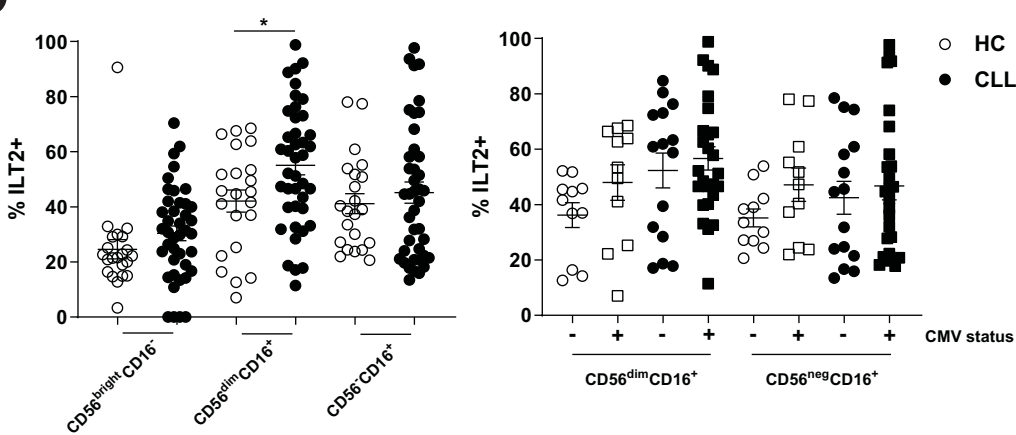 *
100
80
60
40
20
0
% ILT2+
CD56brightCD16-
CD56dimCD16+
CD56-CD16+
100
80
60
40
20
0
% ILT2+
- + - + - + - +
CMV status
CD56dimCD16+
CD56negCD16+
HC
CLL